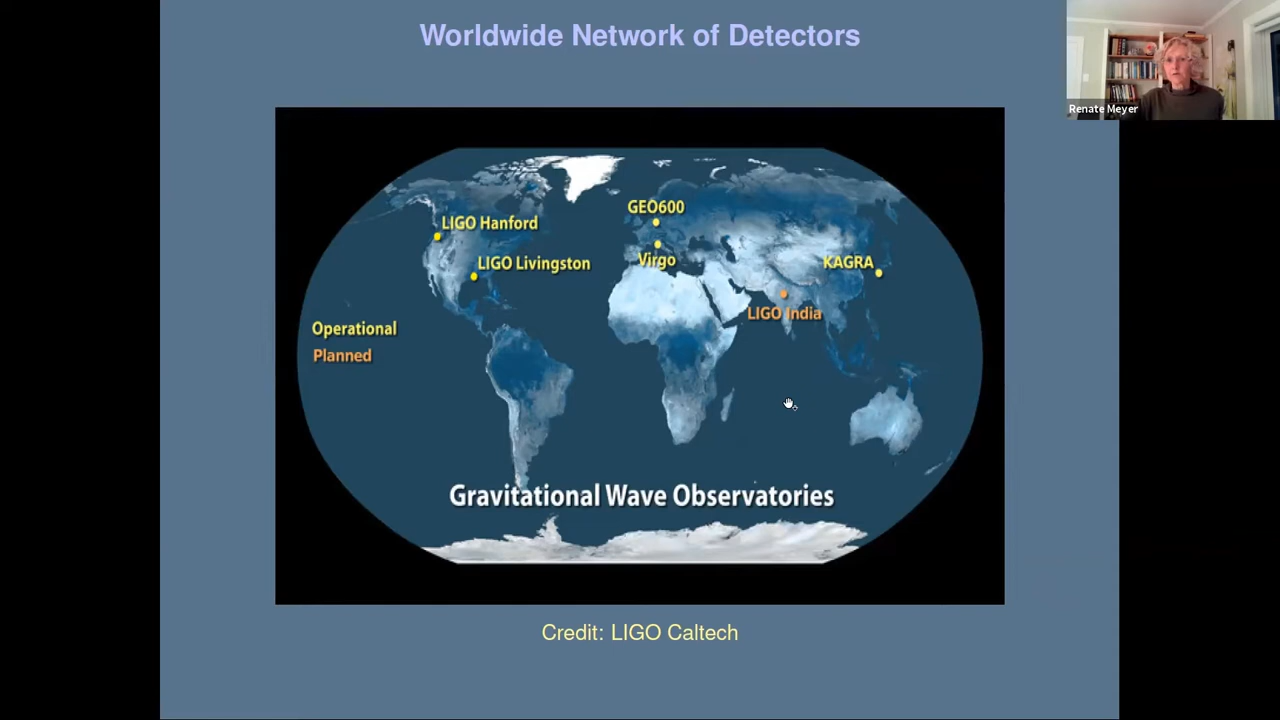 Worldwide Network of Detectors
Renate Meyer
GEO600
LIGO Hanford
Virgo
LIGO Livingston
KAGRA
LIGO India
Operational
Planned
Gravitational Wave Observatories
Credit: LIGO Caltech